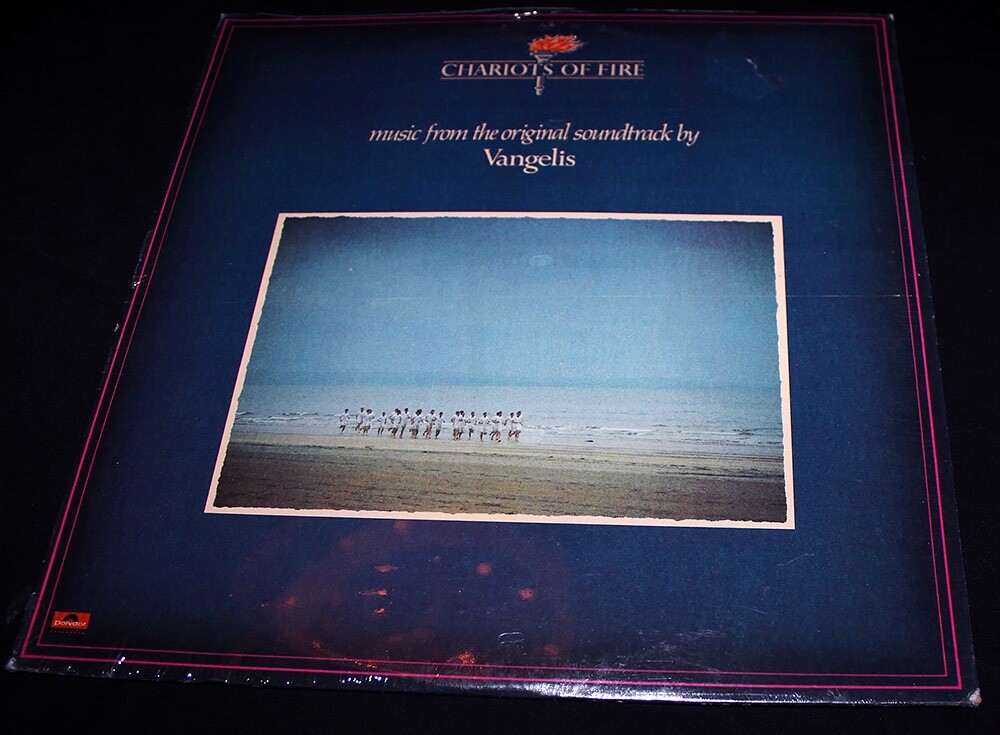 CHARIOTS OF FIRE
music from the original soundtrack by
Vangelis
polydor